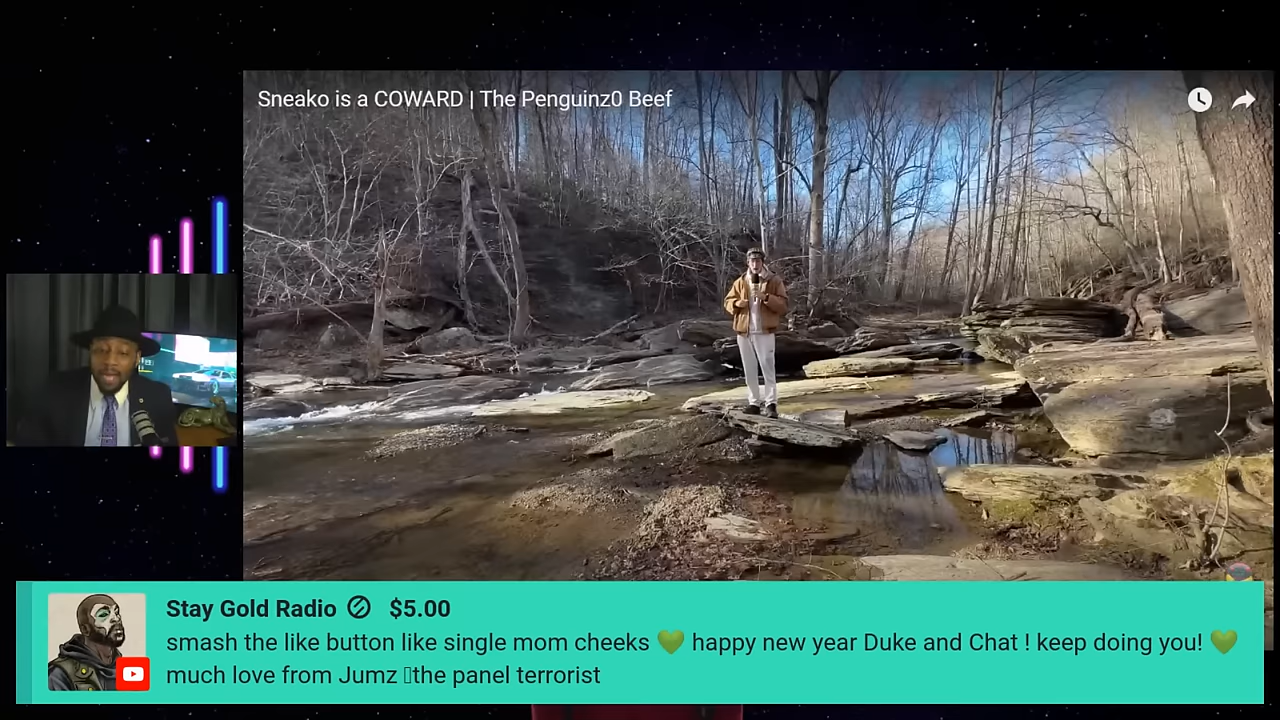 Sneako is a COWARD | The Penguinz0 Beef
Stay Gold Radio $5.00
smash the like button like single mom cheeks 💚 happy new year Duke and Chat ! keep doing you! 💚
much love from Jumz ▯the panel terrorist